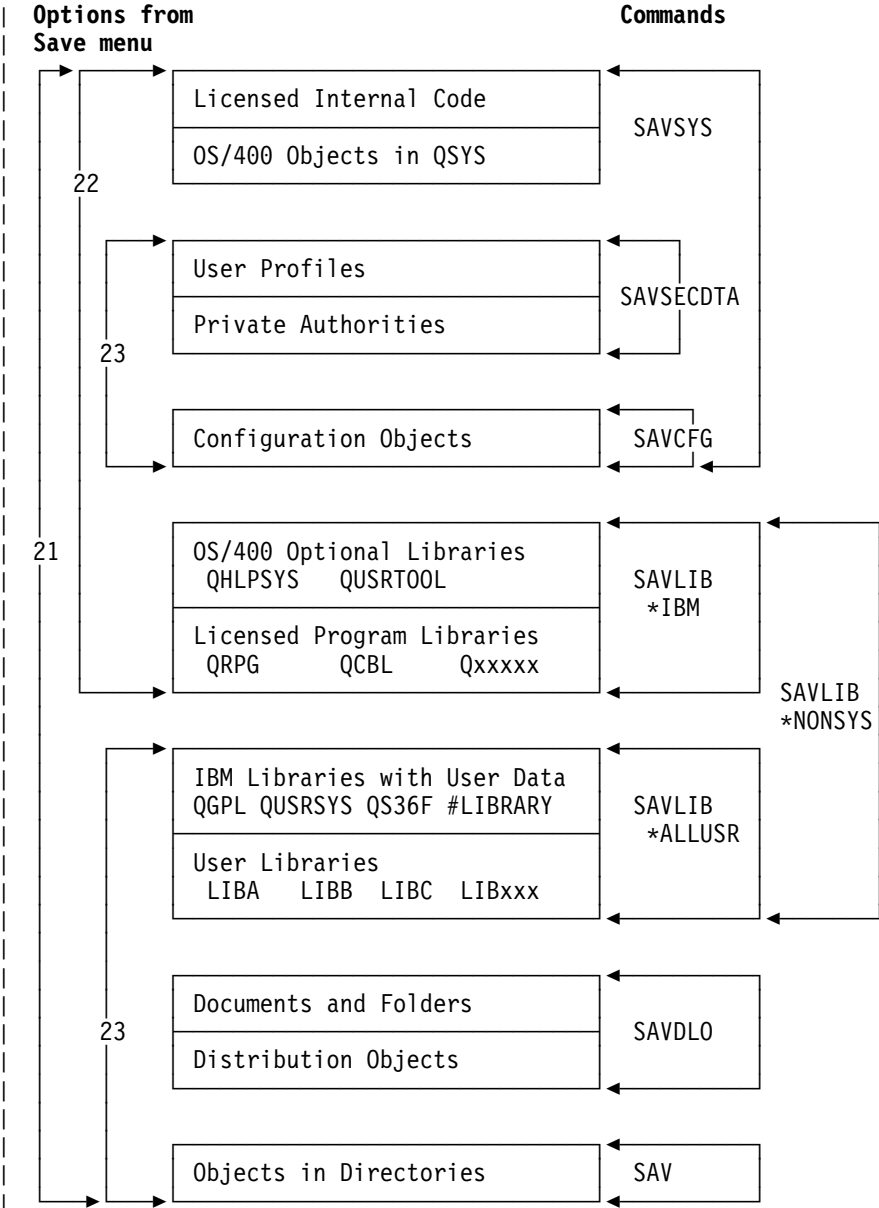 Options from Commands
Save menu
Licensed Internal Code
SAVSYS
OS/400 Objects in QSYS
22
User Profiles
SAVSECDTA
Private Authorities
23
Configuration Objects SAVCFG
21 OS/400 Optional Libraries
QHLPSYS QUSRTOOL SAVLIB
*IBM
Licensed Program Libraries
QRPG QCBL Qxxxxx
SAVLIB
*NONSYS
IBM Libraries with User Data
QGPL QUSRSYS QS36F #LIBRARY SAVLIB
*ALLUSR
User Libraries
LIBA LIBB LIBC LIBxxx
Documents and Folders
23 SAVDLO
Distribution Objects
Objects in Directories SAV